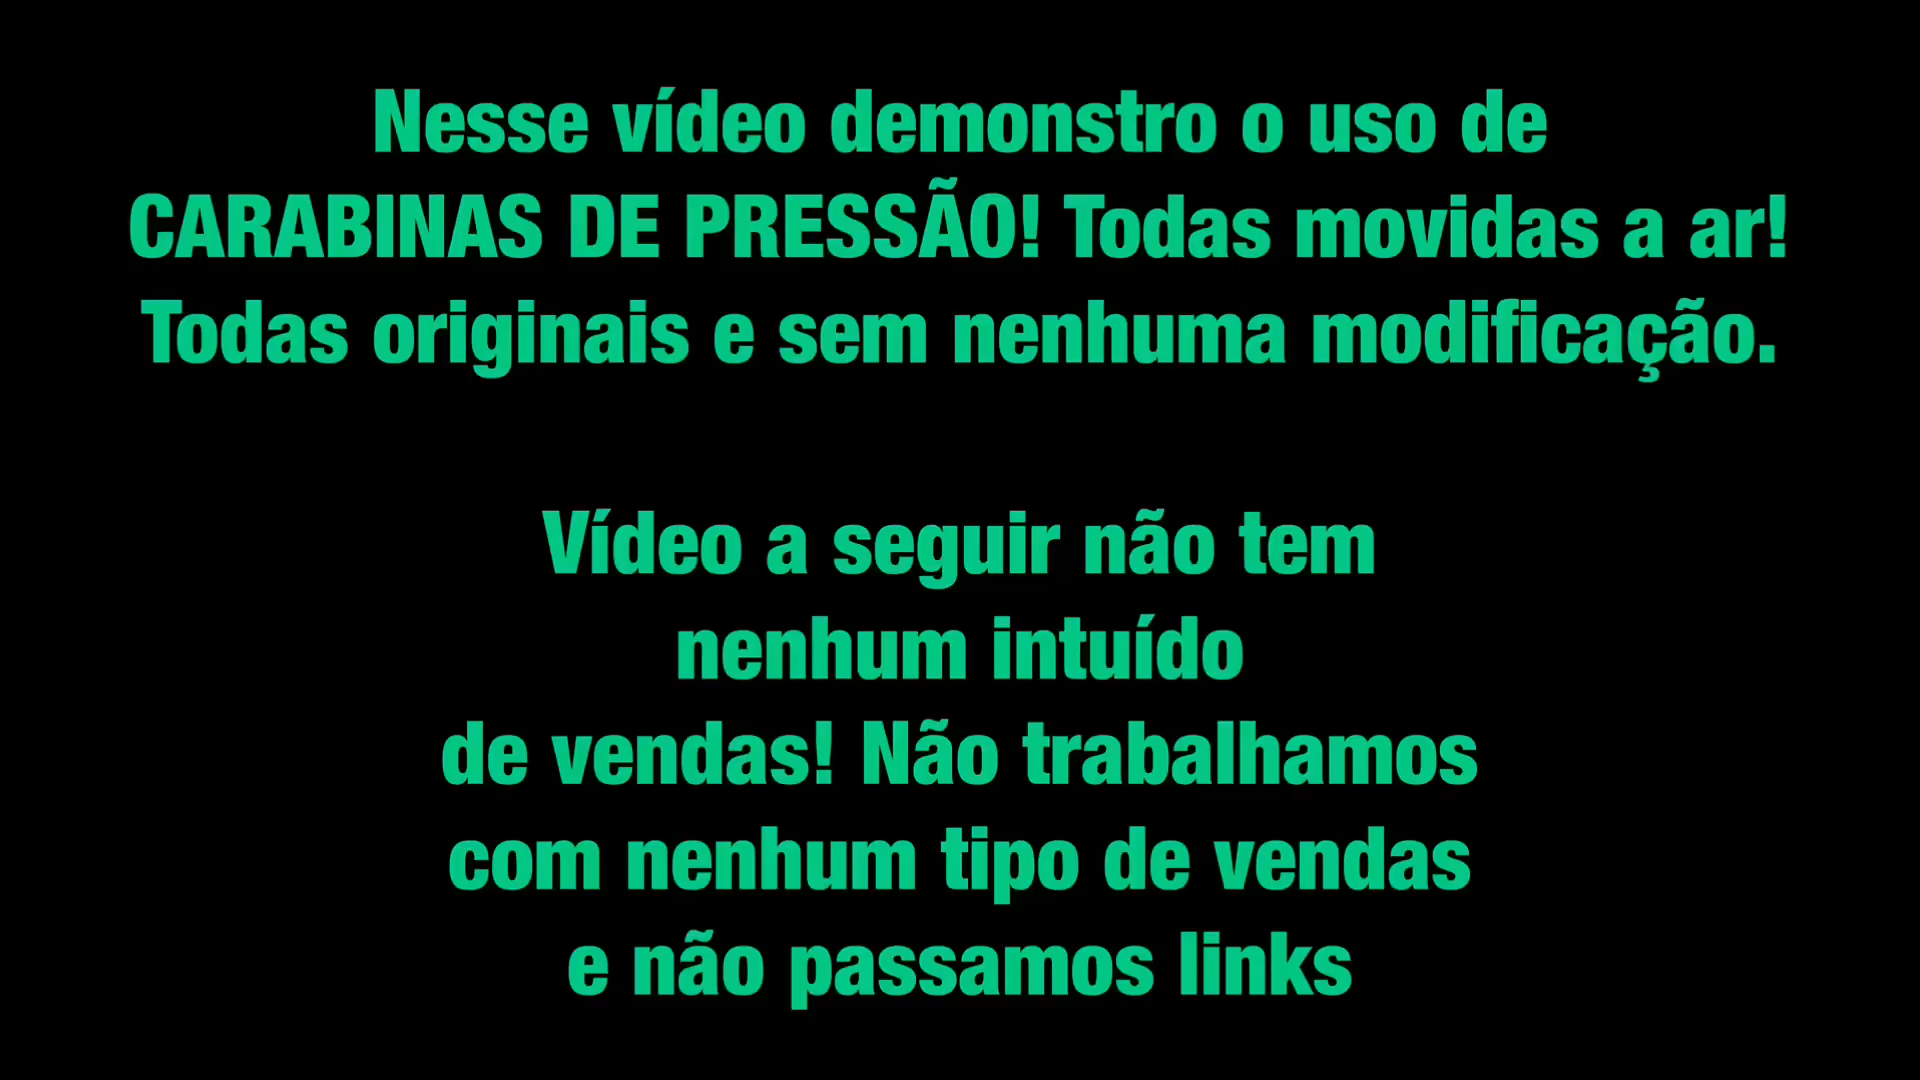 Nesse vídeo demonstro o uso de
CARABINAS DE PRESSÃO! Todas movidas a ar!
Todas originais e sem nenhuma modificação.
Vídeo a seguir não tem
nenhum intuído
de vendas! Não trabalhamos
com nenhum tipo de vendas
e não passamos links